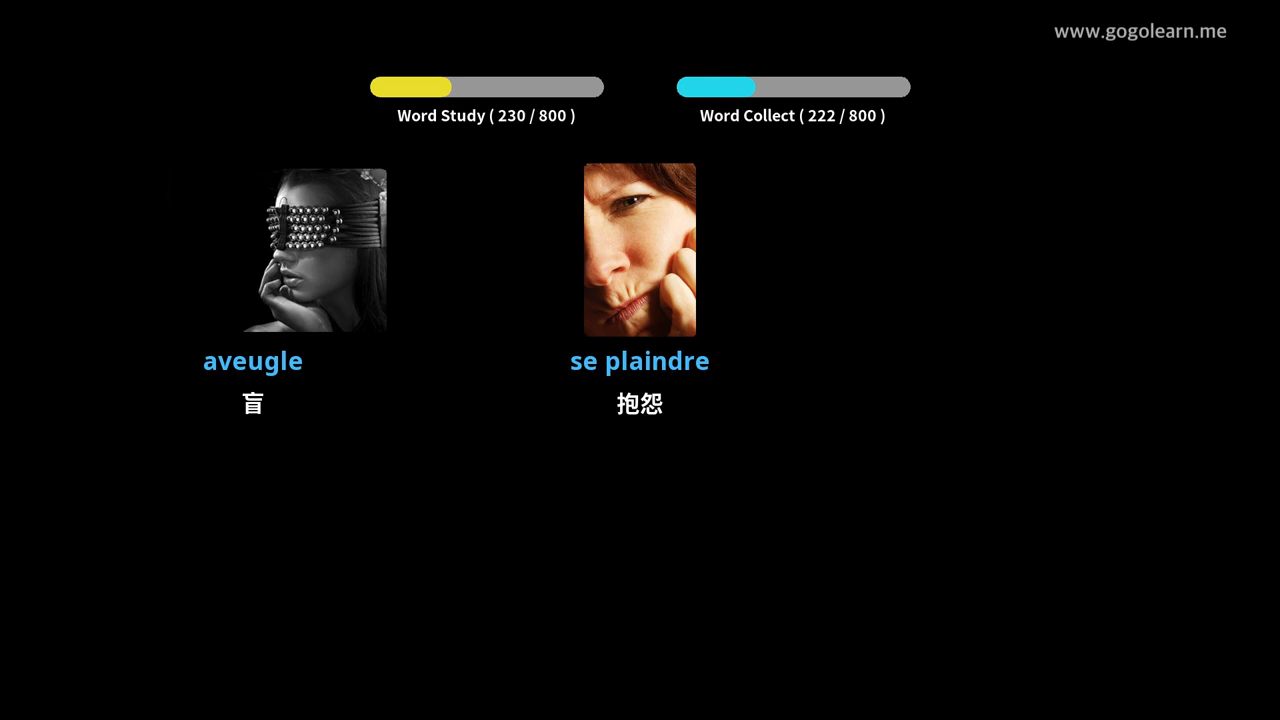 www.gogolearn.me
Word Study ( 230 / 800 )
Word Collect ( 222 / 800 )
aveugle
se plaindre
盲
抱怨